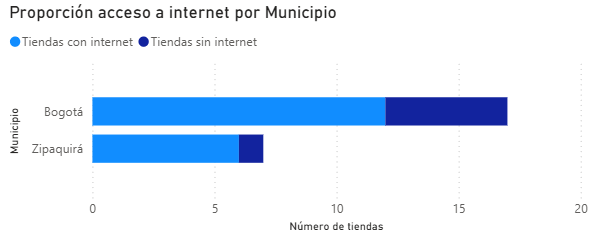 Proporción acceso a internet por Municipio
Tiendas con internet Tiendas sin internet
Municipio
Bogotá
Zipaquirá
0 5 10 15 20
Número de tiendas